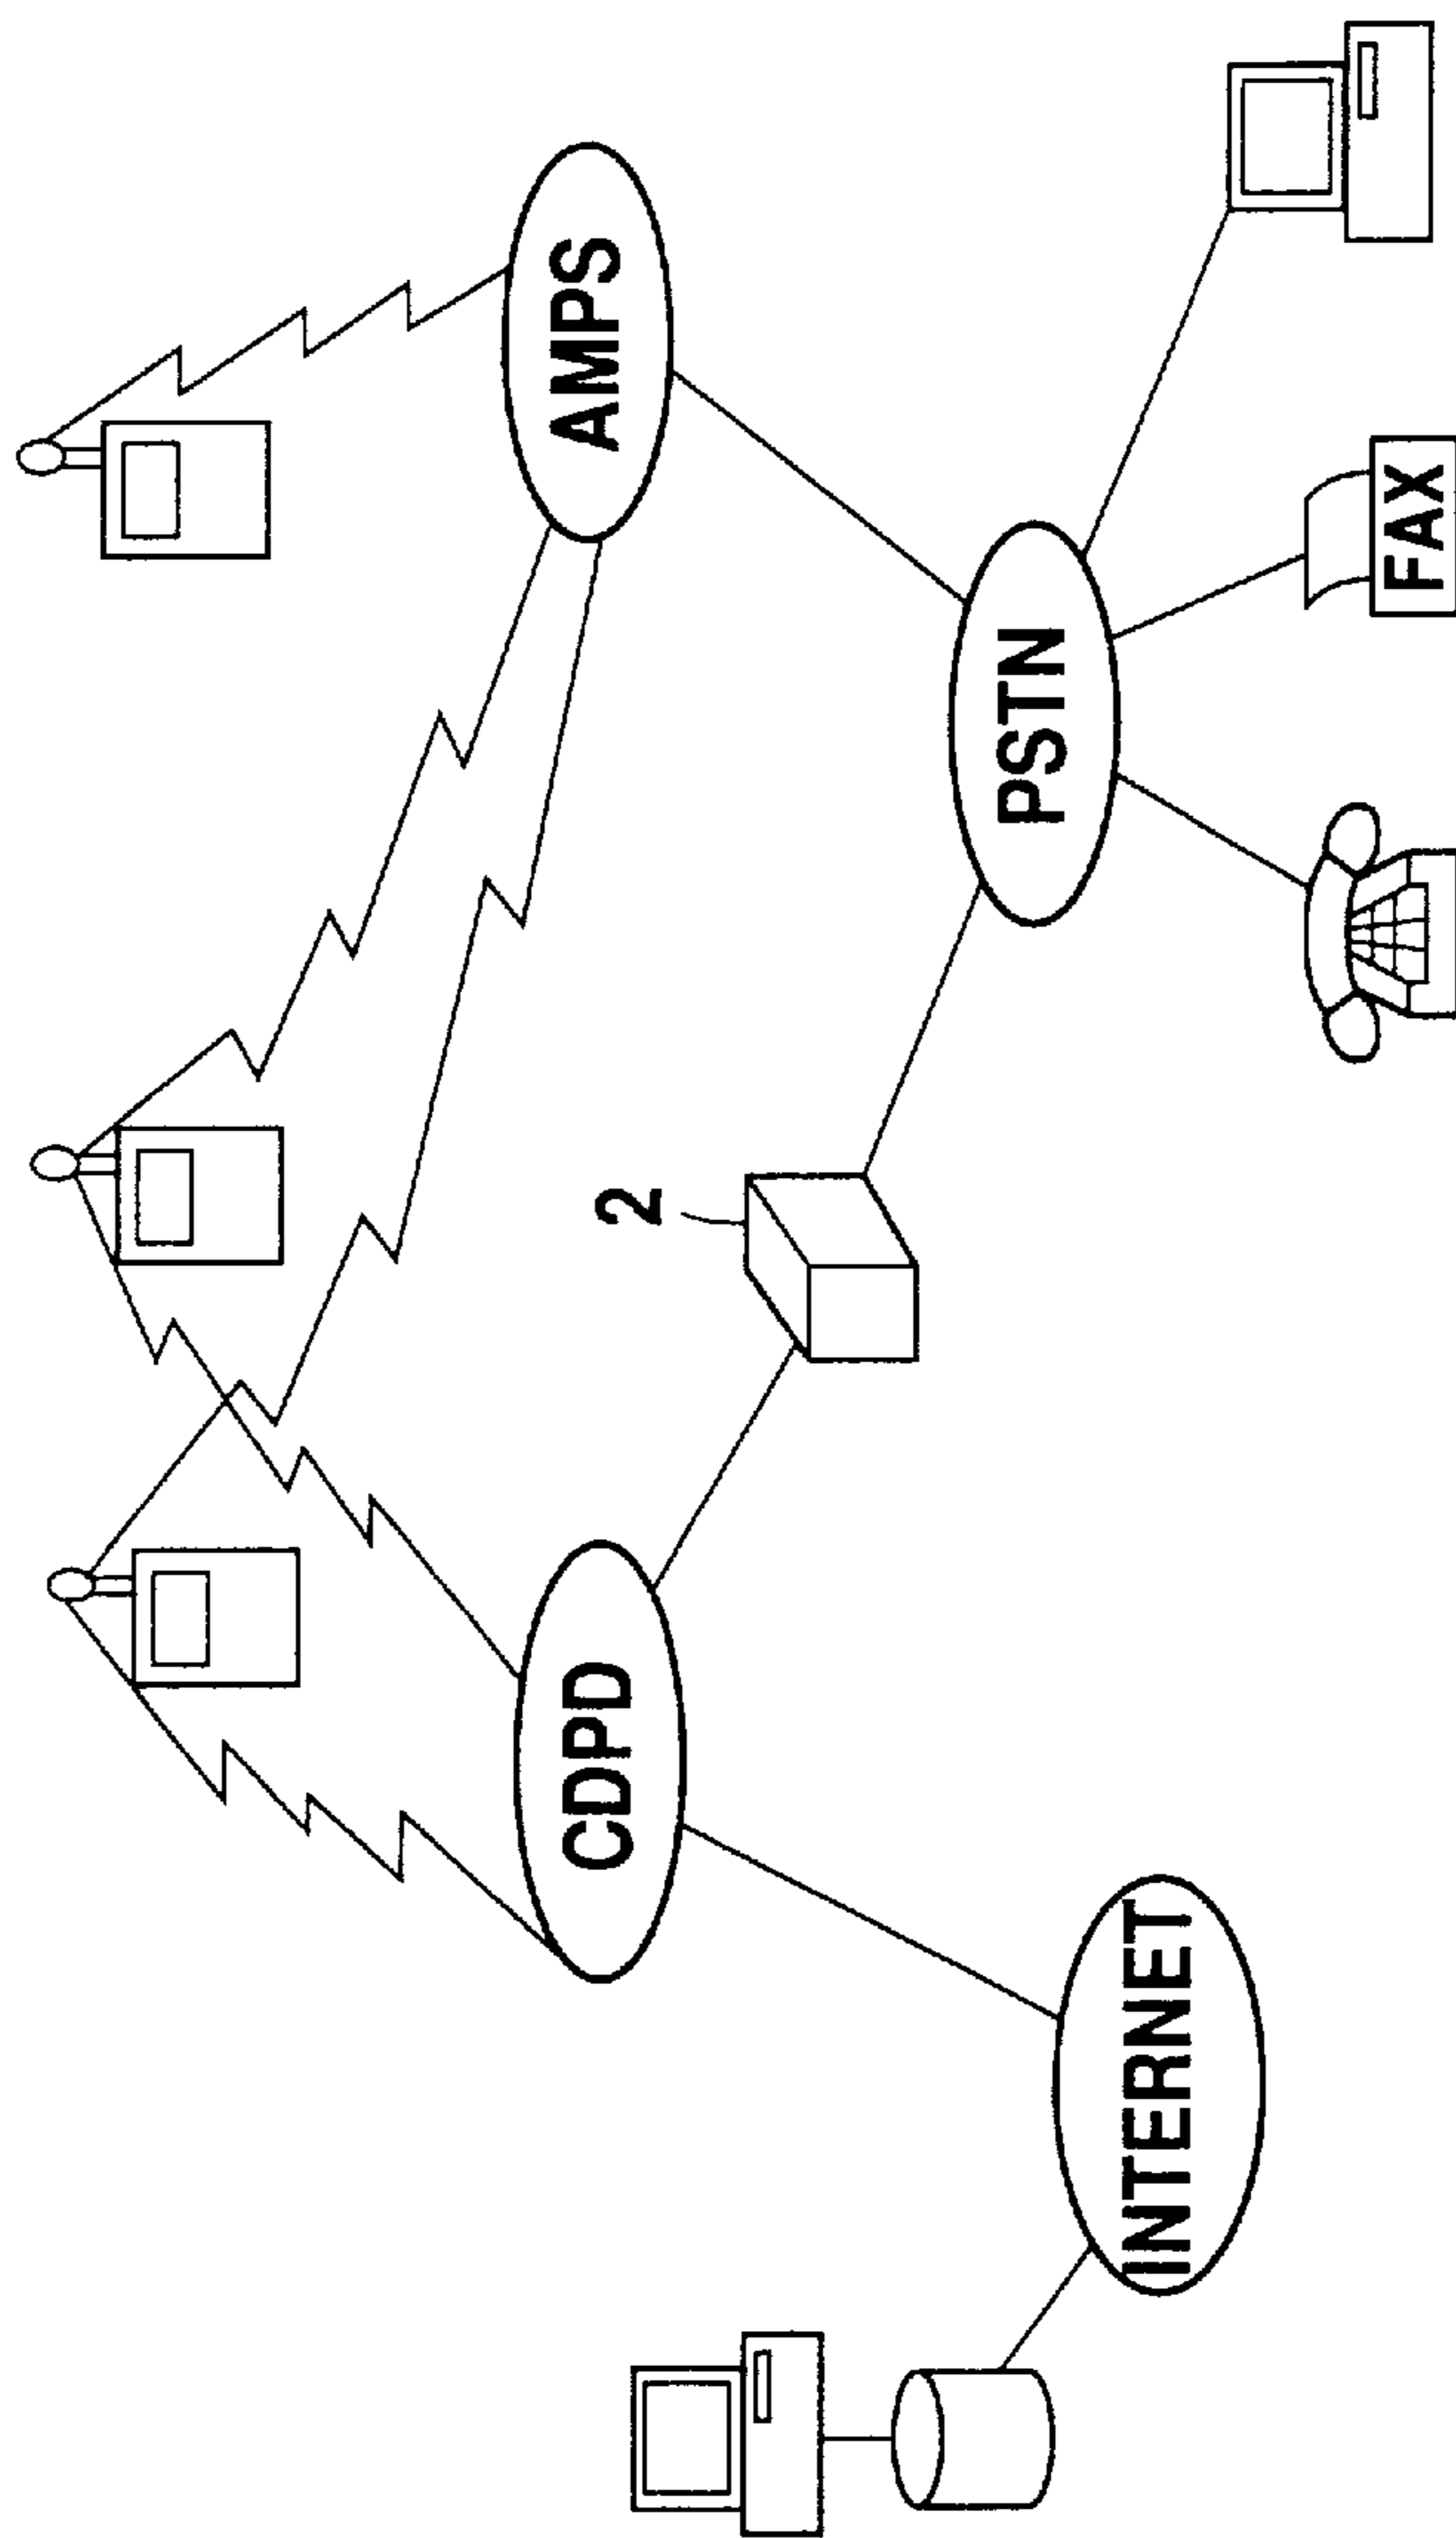 AMPS
2
CDPD
PSTN
INTERNET
FAX